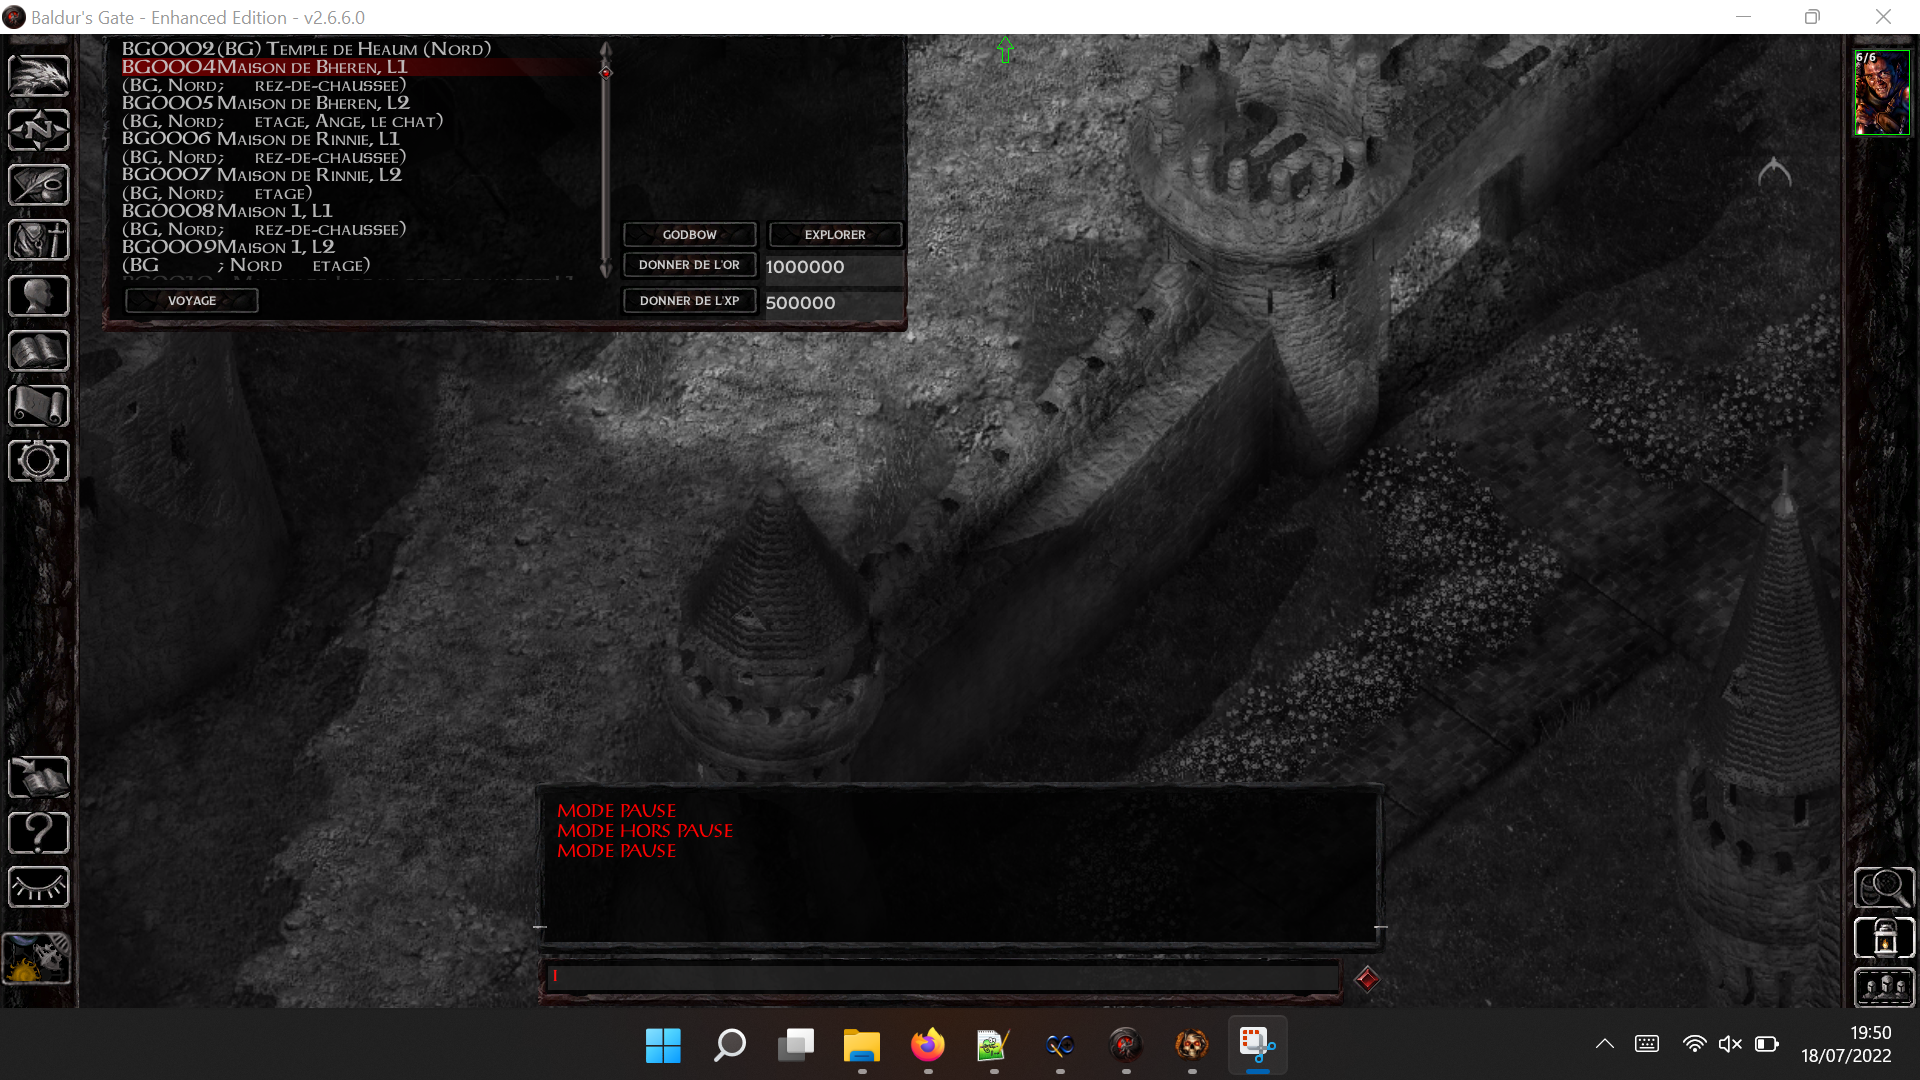 Baldur's Gate - Enhanced Edition - v2.6.6.0
BG0002(BG) Temple de Heaum (Nord)
BG0004Maison de Bheren, L1
(BG, Nord; rez-de-chaussee)
BG0005 Maison de Bheren, L2
(BG, Nord; etage, Ange, le chat)
BG0006 Maison de Rinnie, L1
(BG, Nord; rez-de-chaussee)
BG0007 Maison de Rinnie, L2
(BG, Nord; etage)
BG0008 Maison 1, L1
(BG, Nord; rez-de-chaussee)
BG0009Maison 1, L2
(BG ; Nord etage)
VOYAGE
GODBOW
EXPLORER
DONNER DE L'OR
1000000
DONNER DE L'XP
500000
6/6
MODE PAUSE
MODE HORS PAUSE
MODE PAUSE
19:50
18/07/2022